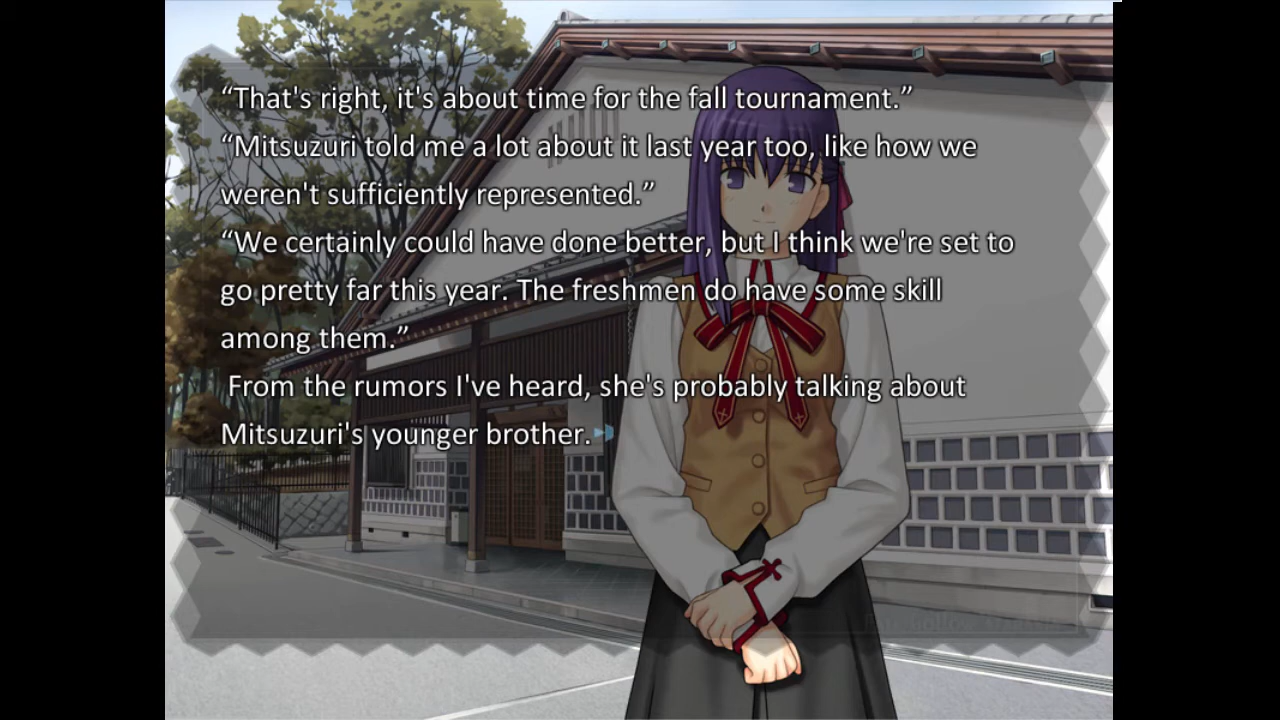 “That's right, it's about time for the fall tournament.”
“Mitsuzuri told me a lot about it last year too, like how we
weren't sufficiently represented.”
“We certainly could have done better, but I think we're set to
go pretty far this year. The freshmen do have some skill
among them.”
From the rumors I've heard, she's probably talking about
Mitsuzuri's younger brother.